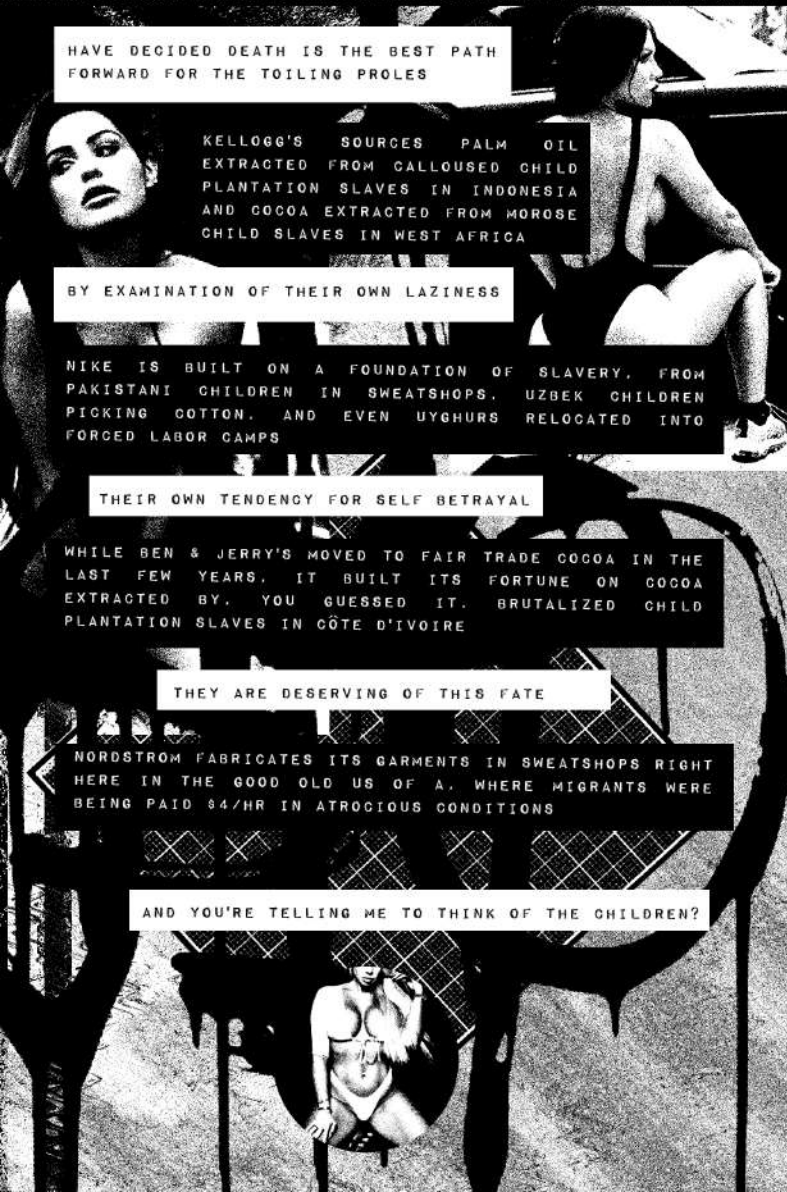 HAVE DECIDED DEATH IS THE BEST PATH
FORWARD FOR THE TOILING PROLES
KELLOGG'S SOURCES PALM OIL
EXTRACTED FROM CALLOUSED CHILD
PLANTATION SLAVES IN INDONESIA
AND COCOA EXTRACTED FROM MOROSE
CHILD SLAVES IN WEST AFRICA
BY EXAMINATION OF THEIR OWN LAZINESS
NIKE IS BUILT ON A FOUNDATION OF SLAVERY, FROM
PAKISTANI CHILDREN IN SWEATSHOPS, UZBEK CHILDREN
PICKING COTTON, AND EVEN UYGHURS RELOCATED INTO
FORCED LABOR CAMPS
THEIR OWN TENDENCY FOR SELF BETRAYAL
WHILE BEN & JERRY'S MOVED TO FAIR TRADE COCOA IN THE
LAST FEW YEARS, IT BUILT ITS FORTUNE ON COCOA
EXTRACTED BY, YOU GUESSED IT, BRUTALIZED CHILD
PLANTATION SLAVES IN CÖTE D'IVOIRE
THEY ARE DESERVING OF THIS FATE
NORDSTROM FABRICATES ITS GARMENTS IN SWEATSHOPS RIGHT
HERE IN THE GOOD OLD US OF A, WHERE MIGRANTS WERE
BEING PAID $4/HR IN ATROCIOUS CONDITIONS
AND YOU'RE TELLING ME TO THINK OF THE CHILDREN?